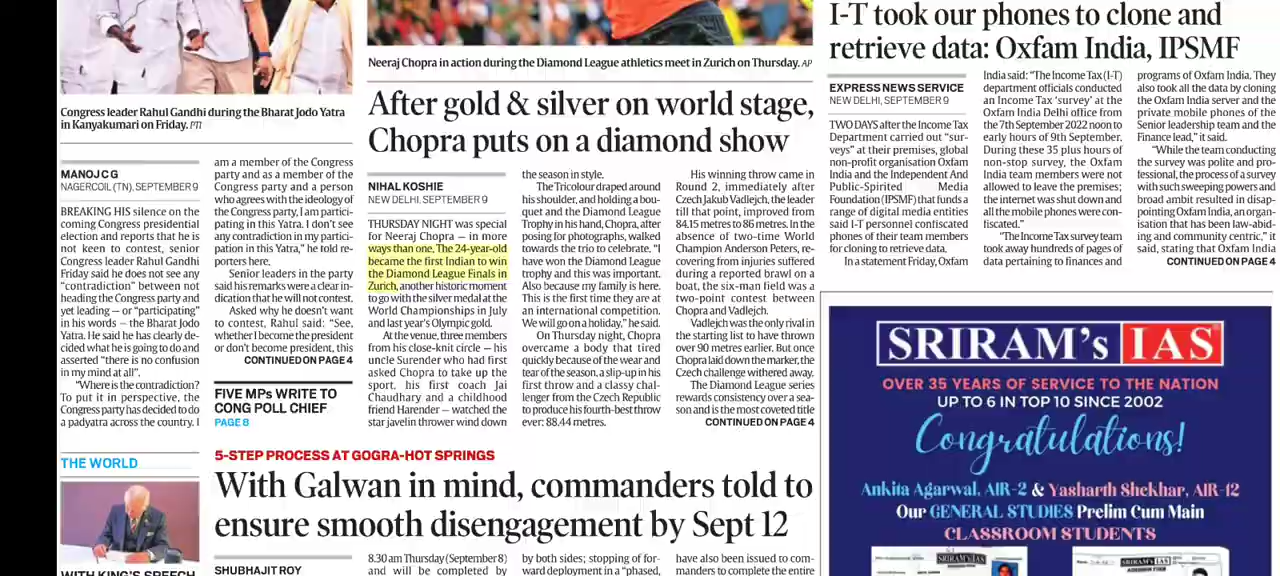 Congress leader Rahul Gandhi during the Bharat Jodo Yatra
in Kanyakumari on Friday. PTI
MANOJ C G
NAGERCOIL (TN), SEPTEMBER 9
BREAKING HIS silence on the
coming Congress presidential
election and reports that he is
not keen to contest, senior
Congress leader Rahul Gandhi
Friday said he does not see any
"contradiction" between not
heading the Congress party and
yet leading — or "participating"
in his words — the Bharat Jodo
Yatra. He said he has clearly de-
cided what he is going to do and
asserted "there is no confusion
in my mind at all".
"Where is the contradiction?
To put it in perspective, the
Congress party has decided to do
a padyatra across the country. I
am a member of the Congress
party and as a member of the
Congress party and a person
who agrees with the ideology of
the Congress party, I am partici-
pating in this Yatra. I don't see
any contradiction in my partici-
pation in this Yatra," he told re-
porters here.
Senior leaders in the party
said his remarks were a clear in-
dication that he will not contest.
Asked why he doesn't want
to contest, Rahul said: "See,
whether I become the president
or don't become president, this
CONTINUED ON PAGE 4
FIVE MPs WRITE TO
CONG POLL CHIEF
PAGE 8
Neeraj Chopra in action during the Diamond League athletics meet in Zurich on Thursday. AP
After gold & silver on world stage,
Chopra puts on a diamond show
NIHAL KOSHIE
NEW DELHI, SEPTEMBER 9
THURSDAY NIGHT was special
for Neeraj Chopra — in more
ways than one. The 24-year-old
became the first Indian to win
the Diamond League Finals in
Zurich, another historic moment
to go with the silver medal at the
World Championships in July
and last year's Olympic gold.
At the venue, three members
from his close-knit circle — his
uncle Surender who had first
asked Chopra to take up the
sport, his first coach Jai
Chaudhary and a childhood
friend Harender — watched the
star javelin thrower wind down
the season in style.
The Tricolour draped around
his shoulder, and holding a bou-
quet and the Diamond League
Trophy in his hand, Chopra, after
posing for photographs, walked
towards the trio to celebrate. "I
have won the Diamond League
trophy and this was important.
Also because my family is here.
This is the first time they are at
an international competition.
We will go on a holiday," he said.
On Thursday night, Chopra
overcame a body that tired
quickly because of the wear and
tear of the season, a slip-up in his
first throw and a classy chal-
lenger from the Czech Republic
to produce his fourth-best throw
ever: 88.44 metres.
His winning throw came in
Round 2, immediately after
Czech Jakub Vadlejch, the leader
till that point, improved from
84.15 metres to 86 metres. In the
absence of two-time World
Champion Anderson Peters, re-
covering from injuries suffered
during a reported brawl on a
boat, the six-man field was a
two-point contest between
Chopra and Vadlejch.
Vadlejch was the only rival in
the starting list to have thrown
over 90 metres earlier. But once
Chopra laid down the marker, the
Czech challenge withered away.
The Diamond League series
rewards consistency over a sea-
son and is the most coveted title
CONTINUED ON PAGE 4
I-T took our phones to clone and
retrieve data: Oxfam India, IPSMF
EXPRESS NEWS SERVICE
NEW DELHI, SEPTEMBER 9
TWO DAYS after the Income Tax
Department carried out "sur-
veys" at their premises, global
non-profit organisation Oxfam
India and the Independent And
Public-Spirited Media
Foundation (IPSMF) that funds a
range of digital media entities
said I-T personnel confiscated
phones of their team members
for cloning to retrieve data.
In a statement Friday, Oxfam
India said: "The Income Tax (I-T)
department officials conducted
an Income Tax 'survey' at the
Oxfam India Delhi office from
the 7th September 2022 noon to
early hours of 9th September.
During these 35 plus hours of
non-stop survey, the Oxfam
India team members were not
allowed to leave the premises;
the internet was shut down and
all the mobile phones were con-
fiscated."
"The Income Tax survey team
took away hundreds of pages of
data pertaining to finances and
programs of Oxfam India. They
also took all the data by cloning
the Oxfam India server and the
private mobile phones of the
Senior leadership team and the
Finance lead," it said.
"While the team conducting
the survey was polite and pro-
fessional, the process of a survey
with such sweeping powers and
broad ambit resulted in disap-
pointing Oxfam India, an organ-
isation that has been law-abid-
ing and community centric," it
said, stating that Oxfam India
CONTINUED ON PAGE 4
THE WORLD
WITH KING'S SPEECH
5-STEP PROCESS AT GOGRA-HOT SPRINGS
With Galwan in mind, commanders told to
ensure smooth disengagement by Sept 12
SHUBHAJIT ROY
8.30 am Thursday (September 8)
and will be completed by
by both sides; stopping of for-
ward deployment in a "phased,
have also been issued to com-
manders to complete the entire
SRIRAM's IAS
OVER 35 YEARS OF SERVICE TO THE NATION
UP TO 6 IN TOP 10 SINCE 2002
Congratulations!
Ankita Agarwal, AIR-2 & Yasharth Shekhar, AIR-12
Our GENERAL STUDIES Prelim Cum Main
CLASSROOM STUDENTS
SRIRAM's IAS
SRIRAM's IAS